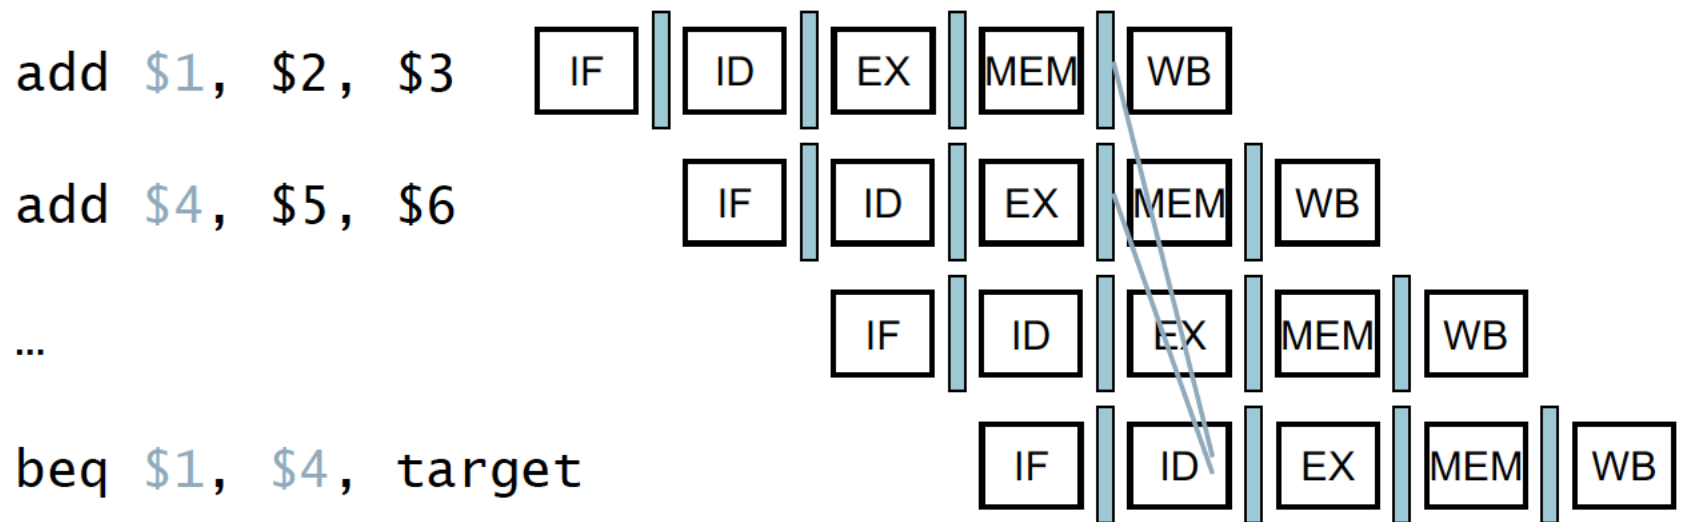 add $1, $2, $3 IF ID EX MEM WB
add $4, $5, $6 IF ID EX MEM WB
… IF ID EX MEM WB
beq $1, $4, target IF ID EX MEM WB